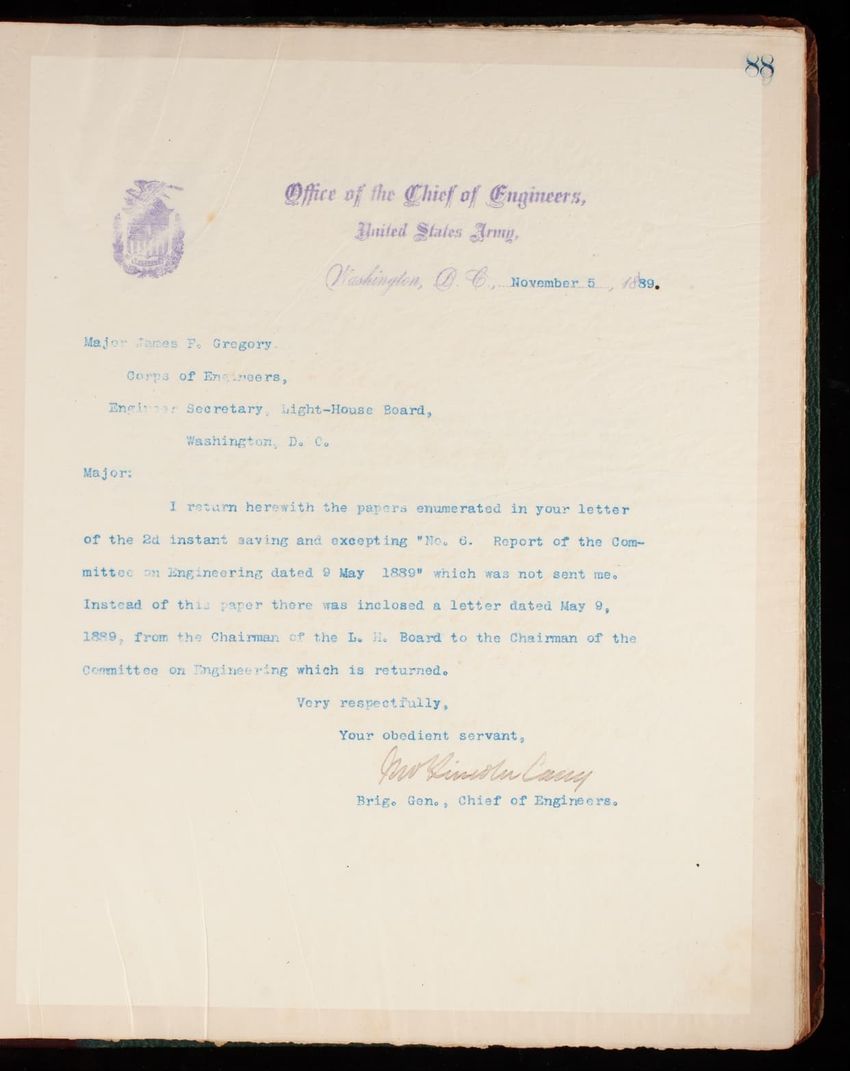 88
Office of the Chief of Engineers,
United States Army,
Washington, D. C., November 5, 1889.
Major James F. Gregory.
Corps of Engineers,
Engineer Secretary, Light-House Board,
Washington, D. C.
Major:
I return herewith the papers enumerated in your letter
of the 2d instant saving and excepting "No. 6. Report of the Com-
mittee on Engineering dated 9 May 1889" which was not sent me.
Instead of this paper there was inclosed a letter dated May 9,
1889, from the Chairman of the L. H. Board to the Chairman of the
Committee on Engineering which is returned.
Very respectfully,
Your obedient servant,
Thos Lincoln Casey
Brig. Gen., Chief of Engineers.